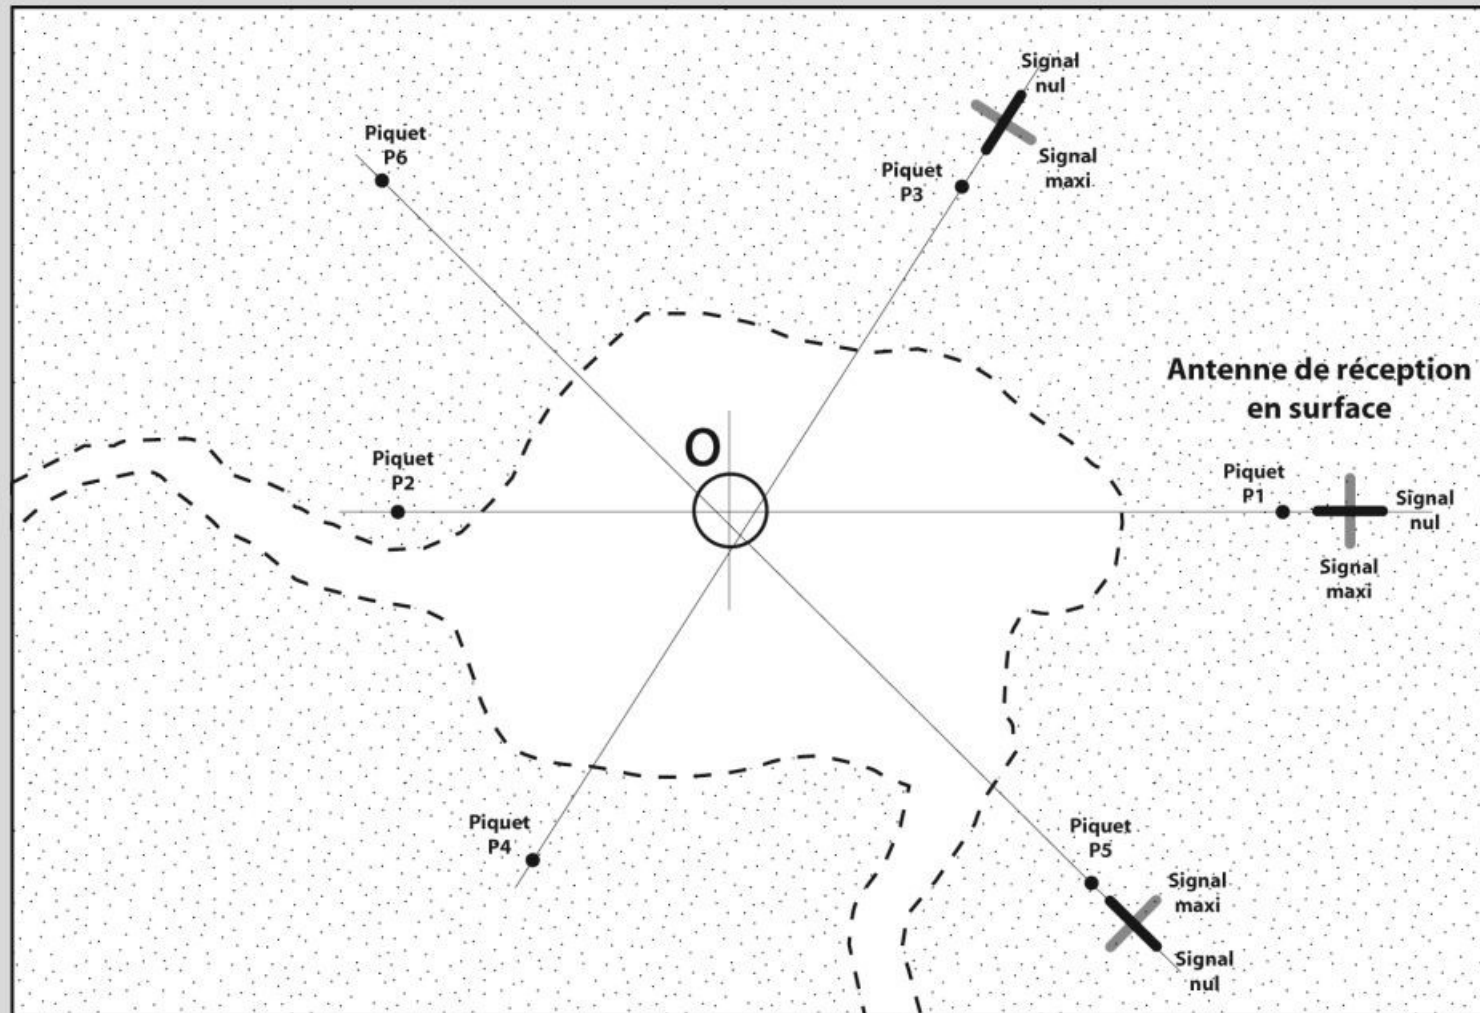 Signal
nul
Piquet
P6
Signal
maxi
Piquet
P3
Antenne de réception
en surface
O
Piquet
P2
Piquet
P1
Signal
nul
Signal
maxi
Piquet
P4
Piquet
P5
Signal
maxi
Signal
nul